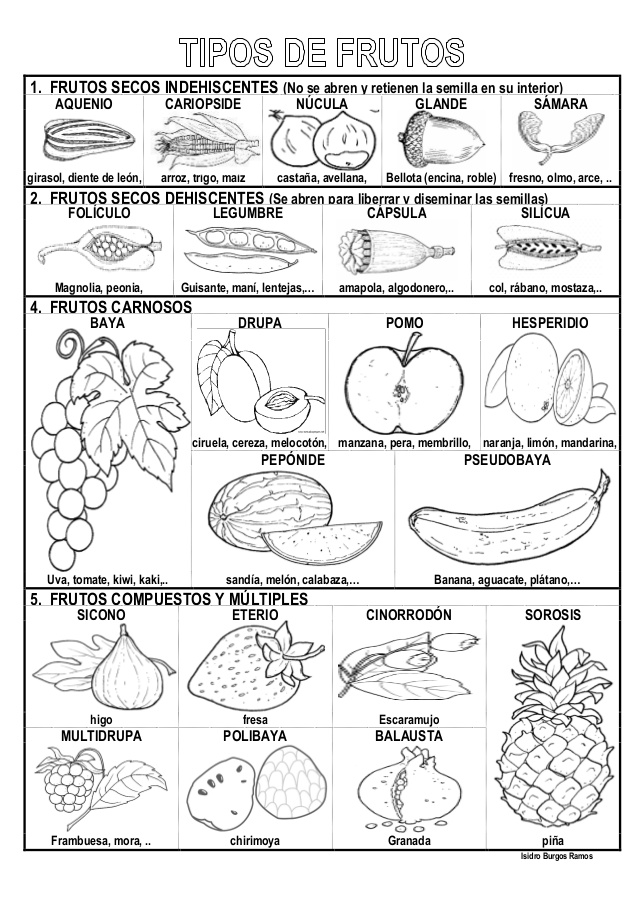 TIPOS DE FRUTOS
1. FRUTOS SECOS INDEHISCENTES (No se abren y retienen la semilla en su interior)
AQUENIO CARIOPSIDE NÚCULA GLANDE SÁMARA
girasol, diente de león, arroz, trigo, maíz castaña, avellana, Bellota (encina, roble) fresno, olmo, arce, ..
2. FRUTOS SECOS DEHISCENTES (Se abren para liberrar y diseminar las semillas)
FOLÍCULO LEGUMBRE CÁPSULA SILÍCUA
Magnolia, peonia, Guisante, maní, lentejas,... amapola, algodonero,.. col, rábano, mostaza,..
4. FRUTOS CARNOSOS
BAYA DRUPA POMO HESPERIDIO
ciruela, cereza, melocotón, manzana, pera, membrillo, naranja, limón, mandarina,
PEPÓNIDE PSEUDOBAYA
Uva, tomate, kiwi, kaki,.. sandía, melón, calabaza,... Banana, aguacate, plátano,...
5. FRUTOS COMPUESTOS Y MÚLTIPLES
SICONO ETERIO CINORRODÓN SOROSIS
higo fresa Escaramujo
MULTIDRUPA POLIBAYA BALAUSTA
Frambuesa, mora, .. chirimoya Granada piña
Isidro Burgos Ramos